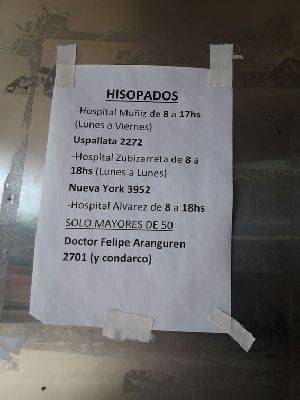 HISOPADOS
-Hospital Muñiz de 8 a 17hs
(Lunes a Viernes)
Uspallata 2272
-Hospital Zubizarreta de 8 a
18hs (Lunes a Lunes)
Nueva York 3952
-Hospital Alvarez de 8 a 18hs
SOLO MAYORES DE 50
Doctor Felipe Aranguren
2701 (y condarco)